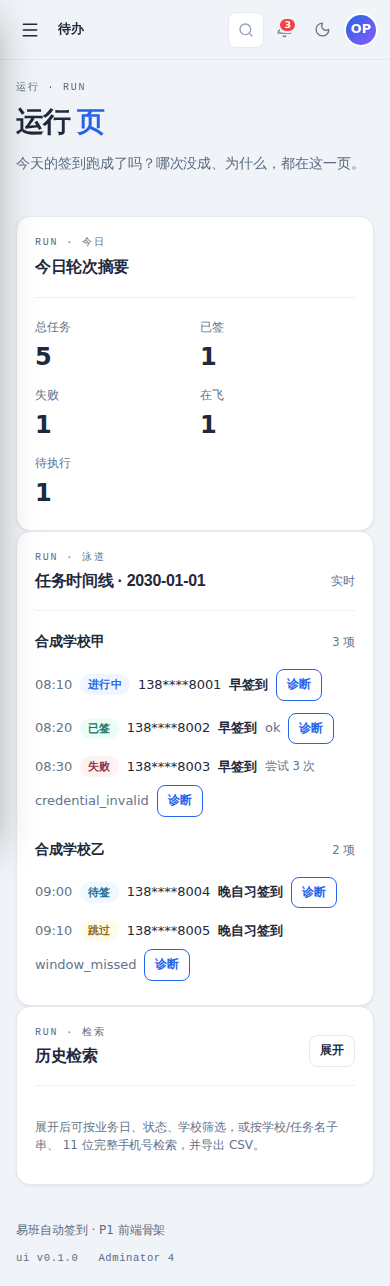 待办
3
OP
运行 · RUN
运行 页
今天的签到跑成了吗？哪次没成、为什么，都在这一页。
RUN · 今日
今日轮次摘要
总任务
5
已签
1
失败
1
在飞
1
待执行
1
RUN · 泳道
任务时间线 · 2030-01-01
实时
合成学校甲
3 项
08:10 进行中 138****8001 早签到 诊断
08:20 已签 138****8002 早签到 ok 诊断
08:30 失败 138****8003 早签到 尝试 3 次
credential_invalid 诊断
合成学校乙
2 项
09:00 待签 138****8004 晚自习签到 诊断
09:10 跳过 138****8005 晚自习签到
window_missed 诊断
RUN · 检索
历史检索
展开
展开后可按业务日、状态、学校筛选，或按学校/任务名子
串、 11 位完整手机号检索，并导出 CSV。
易班自动签到 · P1 前端骨架
ui v0.1.0 Adminator 4